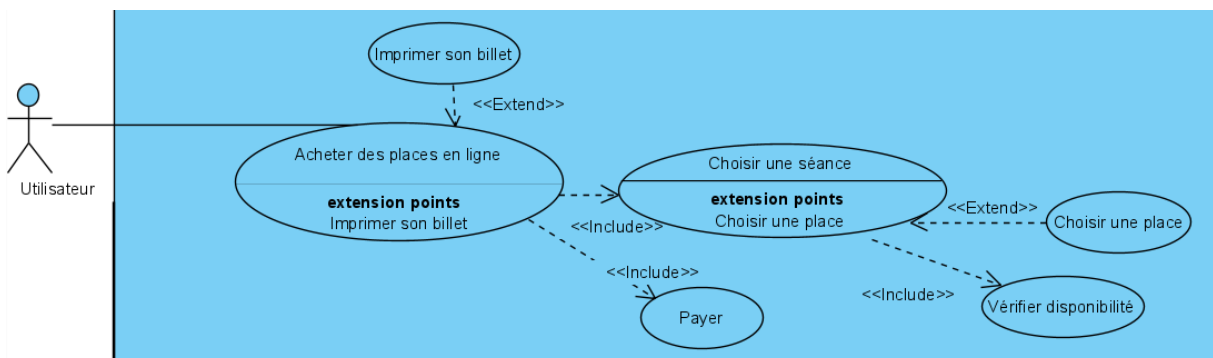 Imprimer son billet
<<Extend>>
Utilisateur
Acheter des places en ligne
extension points
Imprimer son billet
Choisir une séance
extension points
Choisir une place
<<Extend>>
Choisir une place
<<Include>>
<<Include>>
Payer
<<Include>>
Vérifier disponibilité